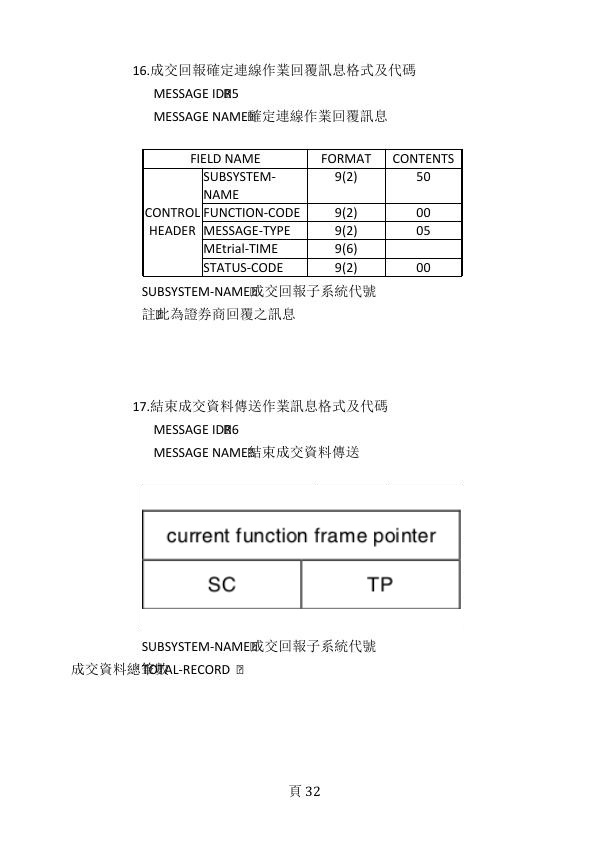 16.成交回報確定連線作業回覆訊息格式及代碼
MESSAGE ID R5
MESSAGE NAME 確定連線作業回覆訊息
FIELD NAME FORMAT CONTENTS
SUBSYSTEM-NAME 9(2) 50
CONTROL HEADER
FUNCTION-CODE 9(2) 00
MESSAGE-TYPE 9(2) 05
MEtrial-TIME 9(6)
STATUS-CODE 9(2) 00
SUBSYSTEM-NAME 成交回報子系統代號
註 此為證券商回覆之訊息
17.結束成交資料傳送作業訊息格式及代碼
MESSAGE ID R6
MESSAGE NAME 結束成交資料傳送
current function frame pointer
SC TP
SUBSYSTEM-NAME 成交回報子系統代號
成交資料總筆數 TOTAL-RECORD
頁 32